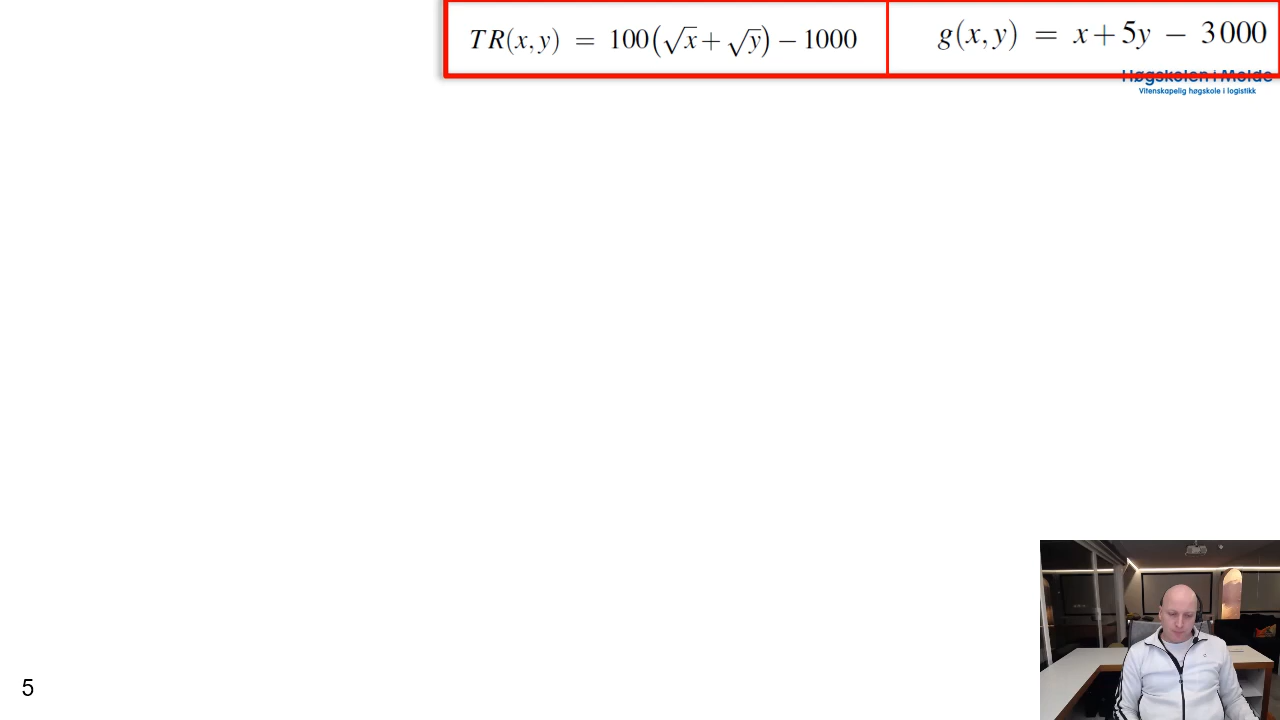 TR(x,y) = 100(√x + √y) − 1000
g(x,y) = x + 5y − 3000
Høgskolen i Molde
Vitenskapelig høgskole i logistikk
5